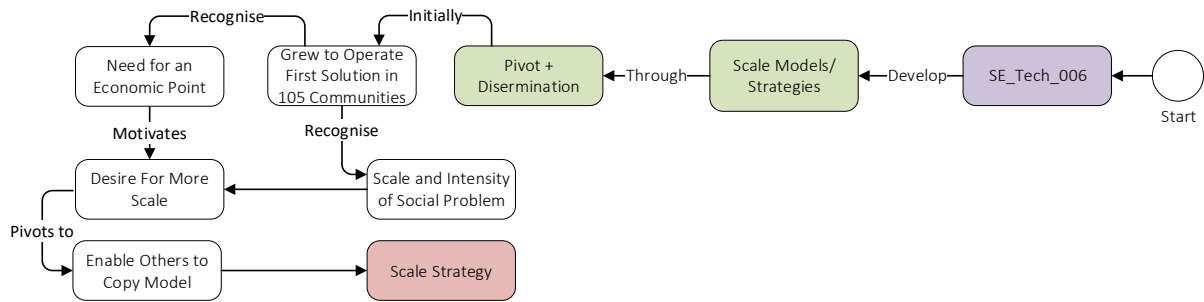 Recognise
Initially
Need for an
Economic Point
Grew to Operate
First Solution in
105 Communities
Pivot +
Disermination
Through
Scale Models/
Strategies
Develop
SE_Tech_006
Start
Motivates
Recognise
Desire For More
Scale
Scale and Intensity
of Social Problem
Pivots to
Enable Others to
Copy Model
Scale Strategy